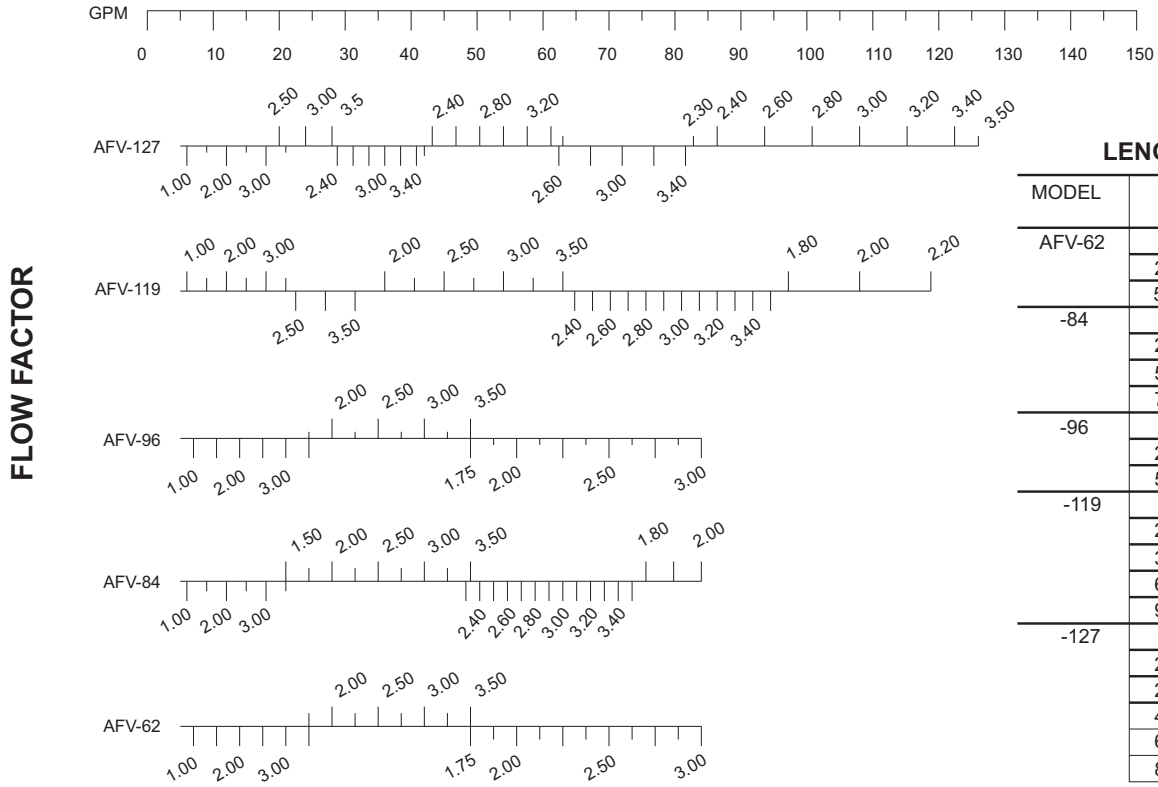 GPM
0 10 20 30 40 50 60 70 80 90 100 110 120 130 140 150
FLOW FACTOR
2.50 3.00 3.5 2.40 2.80 3.20 2.30 2.40 2.60 2.80 3.00 3.20 3.40 3.50
AFV-127
1.00 2.00 3.00 2.40 3.00 3.40 2.60 3.00 3.40
1.00 2.00 3.00 2.00 2.50 3.00 3.50 1.80 2.00 2.20
AFV-119
2.50 3.50 2.40 2.60 2.80 3.00 3.20 3.40
2.00 2.50 3.00 3.50
AFV-96
1.00 2.00 3.00 1.75 2.00 2.50 3.00
1.50 2.00 2.50 3.00 3.50 1.80 2.00
AFV-84
1.00 2.00 3.00 2.40 2.60 2.80 3.00 3.20 3.40
2.00 2.50 3.00 3.50
AFV-62
1.00 2.00 3.00 1.75 2.00 2.50 3.00
MODEL
AFV-62
-84
-96
-119
-127